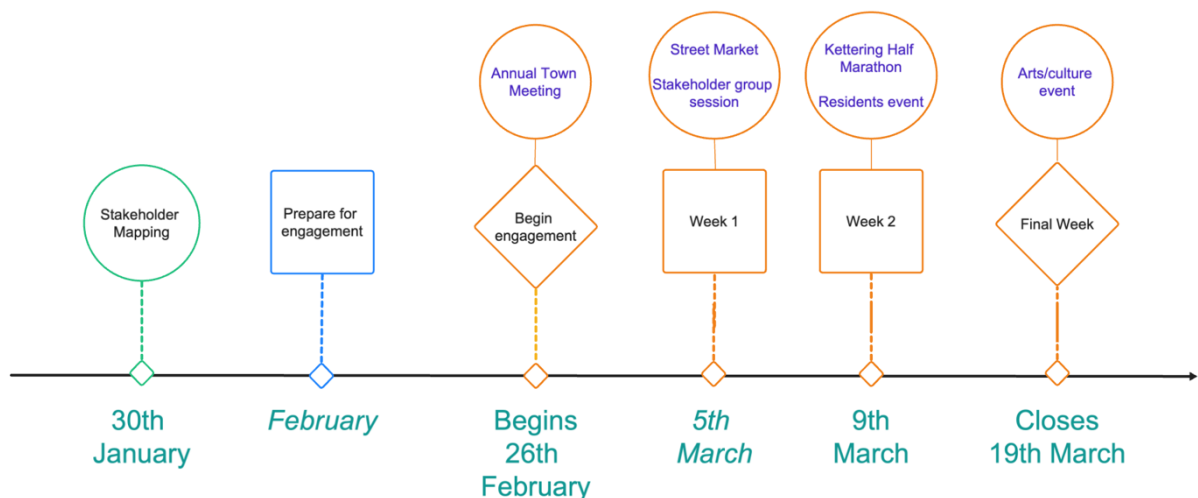 Annual Town
Meeting
Street Market
Stakeholder group
session
Kettering Half
Marathon
Residents event
Arts/culture
event
Stakeholder
Mapping
Prepare for
engagement
Begin
engagement
Week 1
Week 2
Final Week
30th
January
February
Begins
26th
February
5th
March
9th
March
Closes
19th March